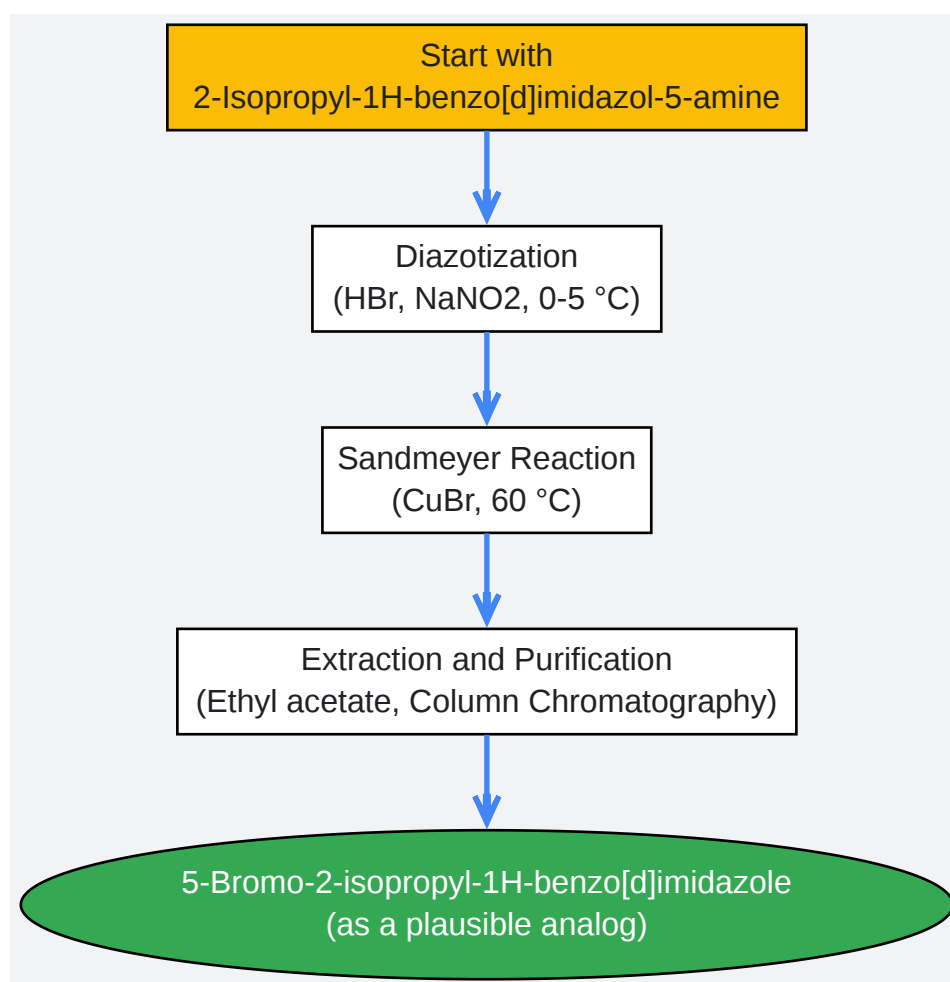 Start with
2-Isopropyl-1H-benzo[d]imidazol-5-amine
Diazotization
(HBr, NaNO2, 0-5 °C)
Sandmeyer Reaction
(CuBr, 60 °C)
Extraction and Purification
(Ethyl acetate, Column Chromatography)
5-Bromo-2-isopropyl-1H-benzo[d]imidazole
(as a plausible analog)